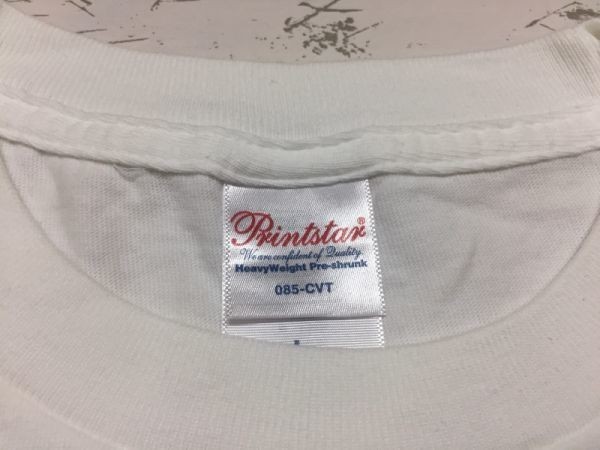 Printstar®
We are confident of Quality.
HeavyWeight Pre-shrunk
085-CVT